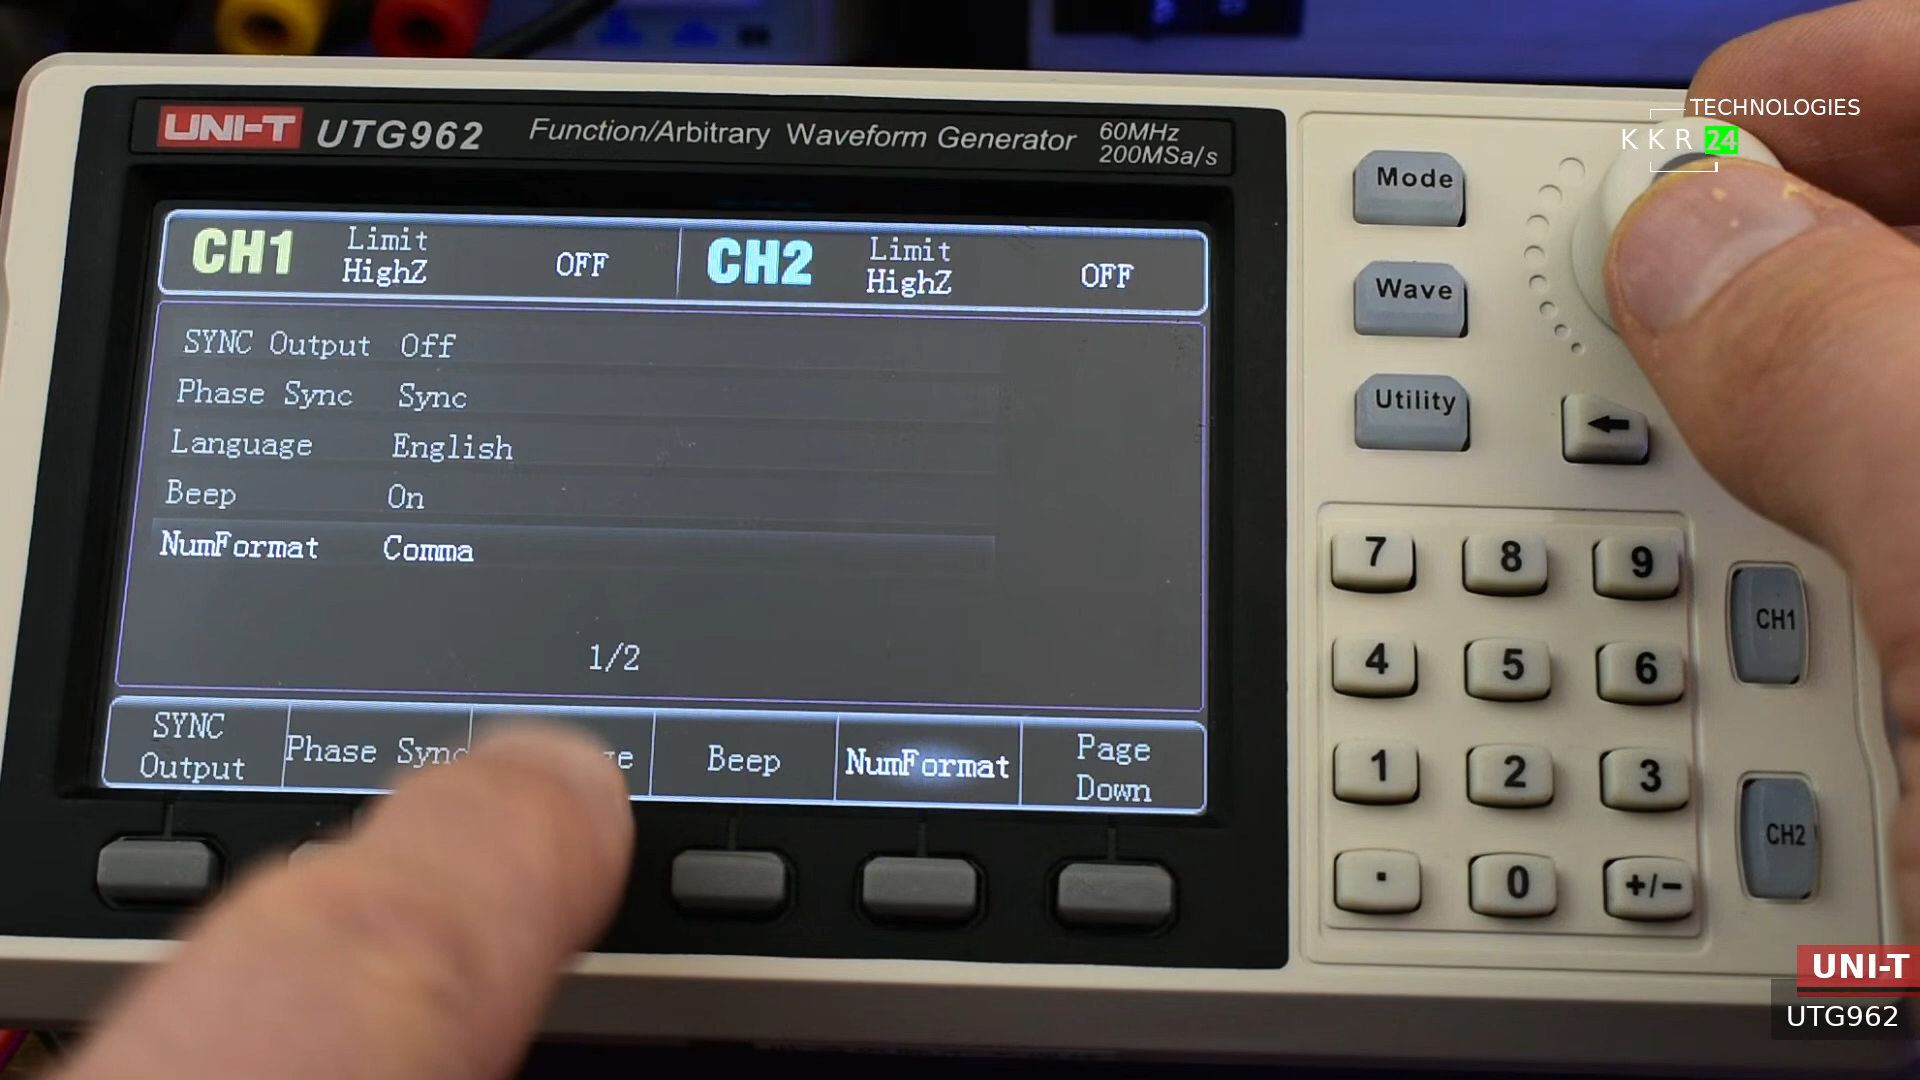 UNI-T UTG962 Function/Arbitrary Waveform Generator 60MHz
200MSa/s
TECHNOLOGIES
KKR 24
CH1 Limit
HighZ OFF
CH2 Limit
HighZ OFF
SYNC Output Off
Phase Sync Sync
Language English
Beep On
NumFormat Comma
1/2
SYNC
Output
Phase Sync
Beep
NumFormat
Page
Down
Mode
Wave
Utility
7 8 9
4 5 6
1 2 3
. 0 +/-
CH1
CH2
UNI-T
UTG962